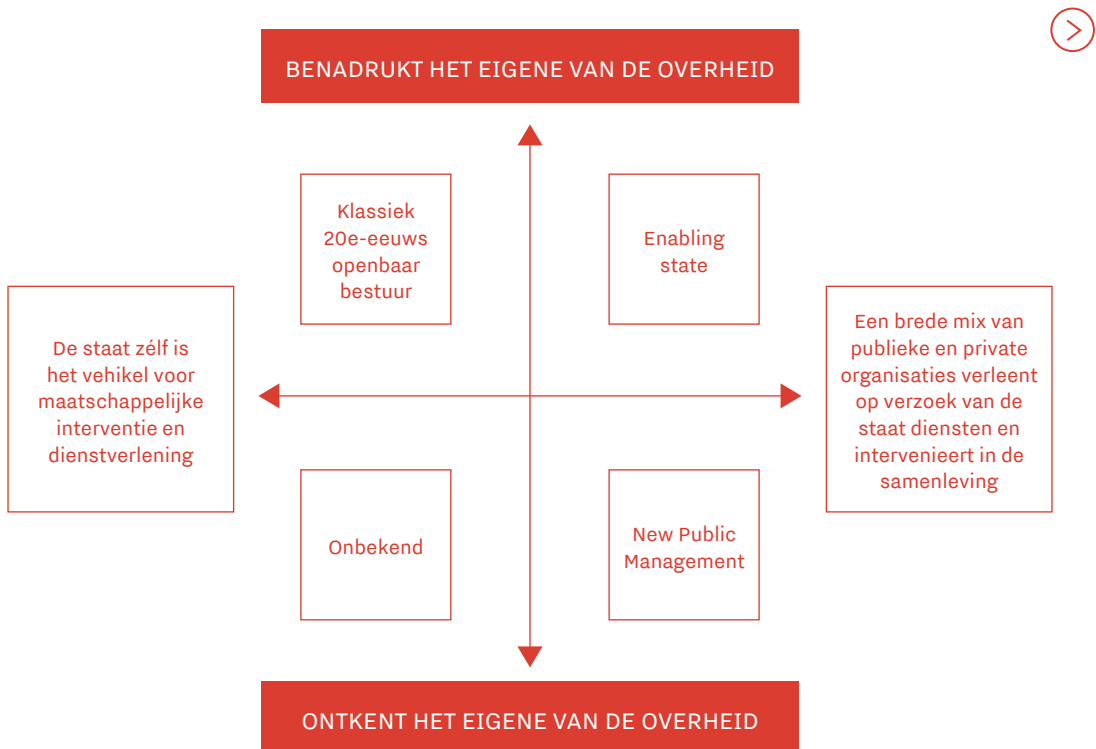 BENADRUKT HET EIGENE VAN DE OVERHEID
Klassiek
20e-eeuws
openbaar
bestuur
Enabling
state
De staat zélf is
het vehikel voor
maatschappelijke
interventie en
dienstverlening
Een brede mix van
publieke en private
organisaties verleent
op verzoek van de
staat diensten en
intervenieert in de
samenleving
Onbekend
New Public
Management
ONTKENT HET EIGENE VAN DE OVERHEID